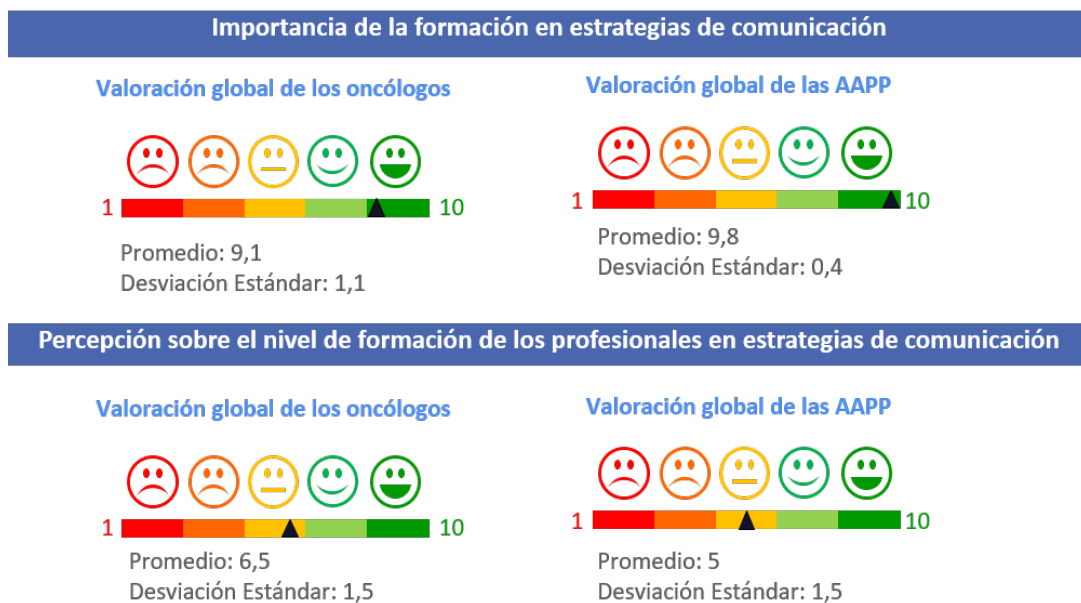 Importancia de la formación en estrategias de comunicación
Valoración global de los oncólogos
1 10
Promedio: 9,1
Desviación Estándar: 1,1
Valoración global de las AAPP
1 10
Promedio: 9,8
Desviación Estándar: 0,4
Percepción sobre el nivel de formación de los profesionales en estrategias de comunicación
Valoración global de los oncólogos
1 10
Promedio: 6,5
Desviación Estándar: 1,5
Valoración global de las AAPP
1 10
Promedio: 5
Desviación Estándar: 1,5